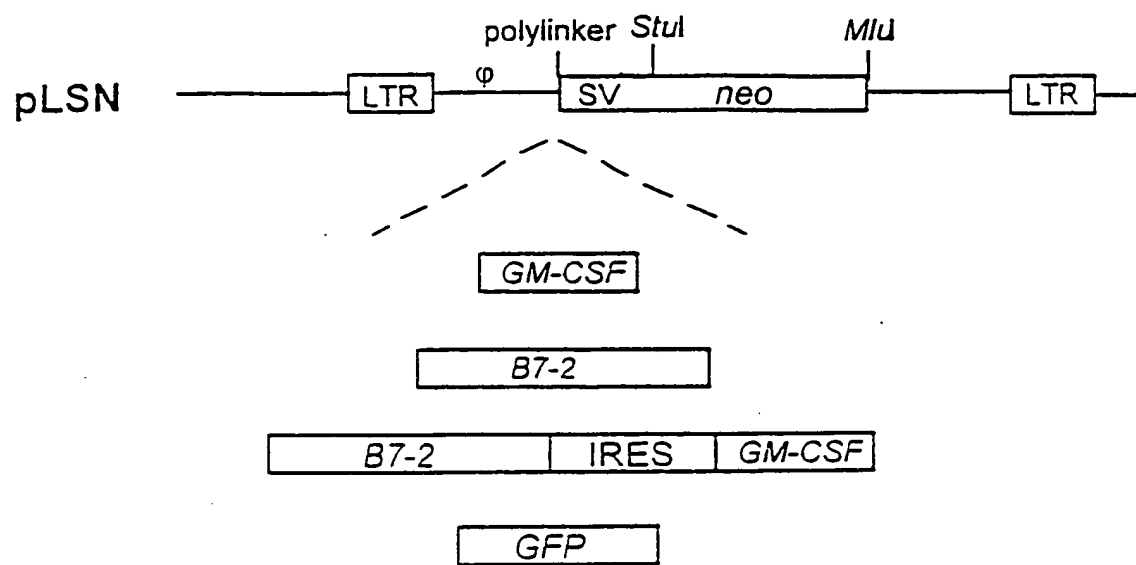 polylinker StuI MluI
φ
pLSN LTR SV neo LTR
GM-CSF
B7-2
B7-2 IRES GM-CSF
GFP